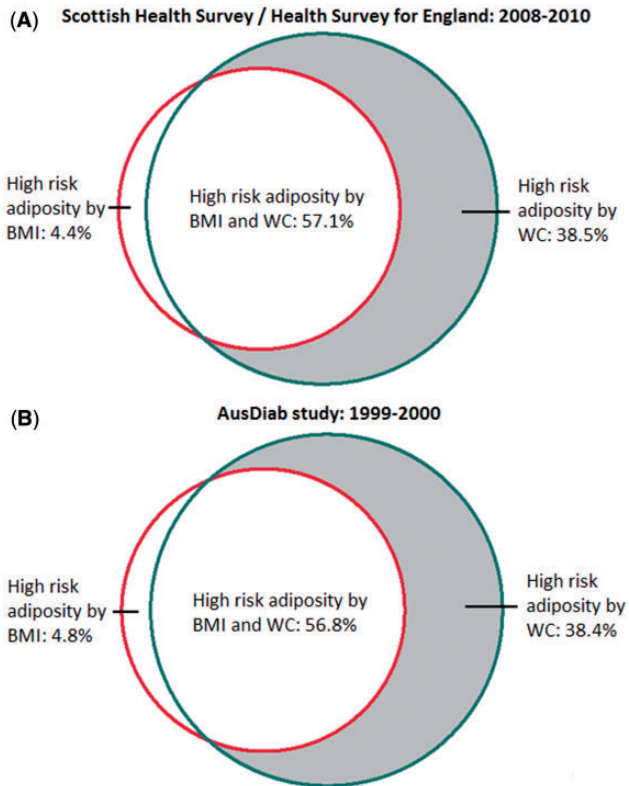 (A) Scottish Health Survey / Health Survey for England: 2008-2010
High risk
adiposity by
BMI: 4.4%
High risk adiposity by
BMI and WC: 57.1%
High risk
adiposity by
WC: 38.5%
(B) AusDiab study: 1999-2000
High risk
adiposity by
BMI: 4.8%
High risk adiposity by
BMI and WC: 56.8%
High risk
adiposity by
WC: 38.4%